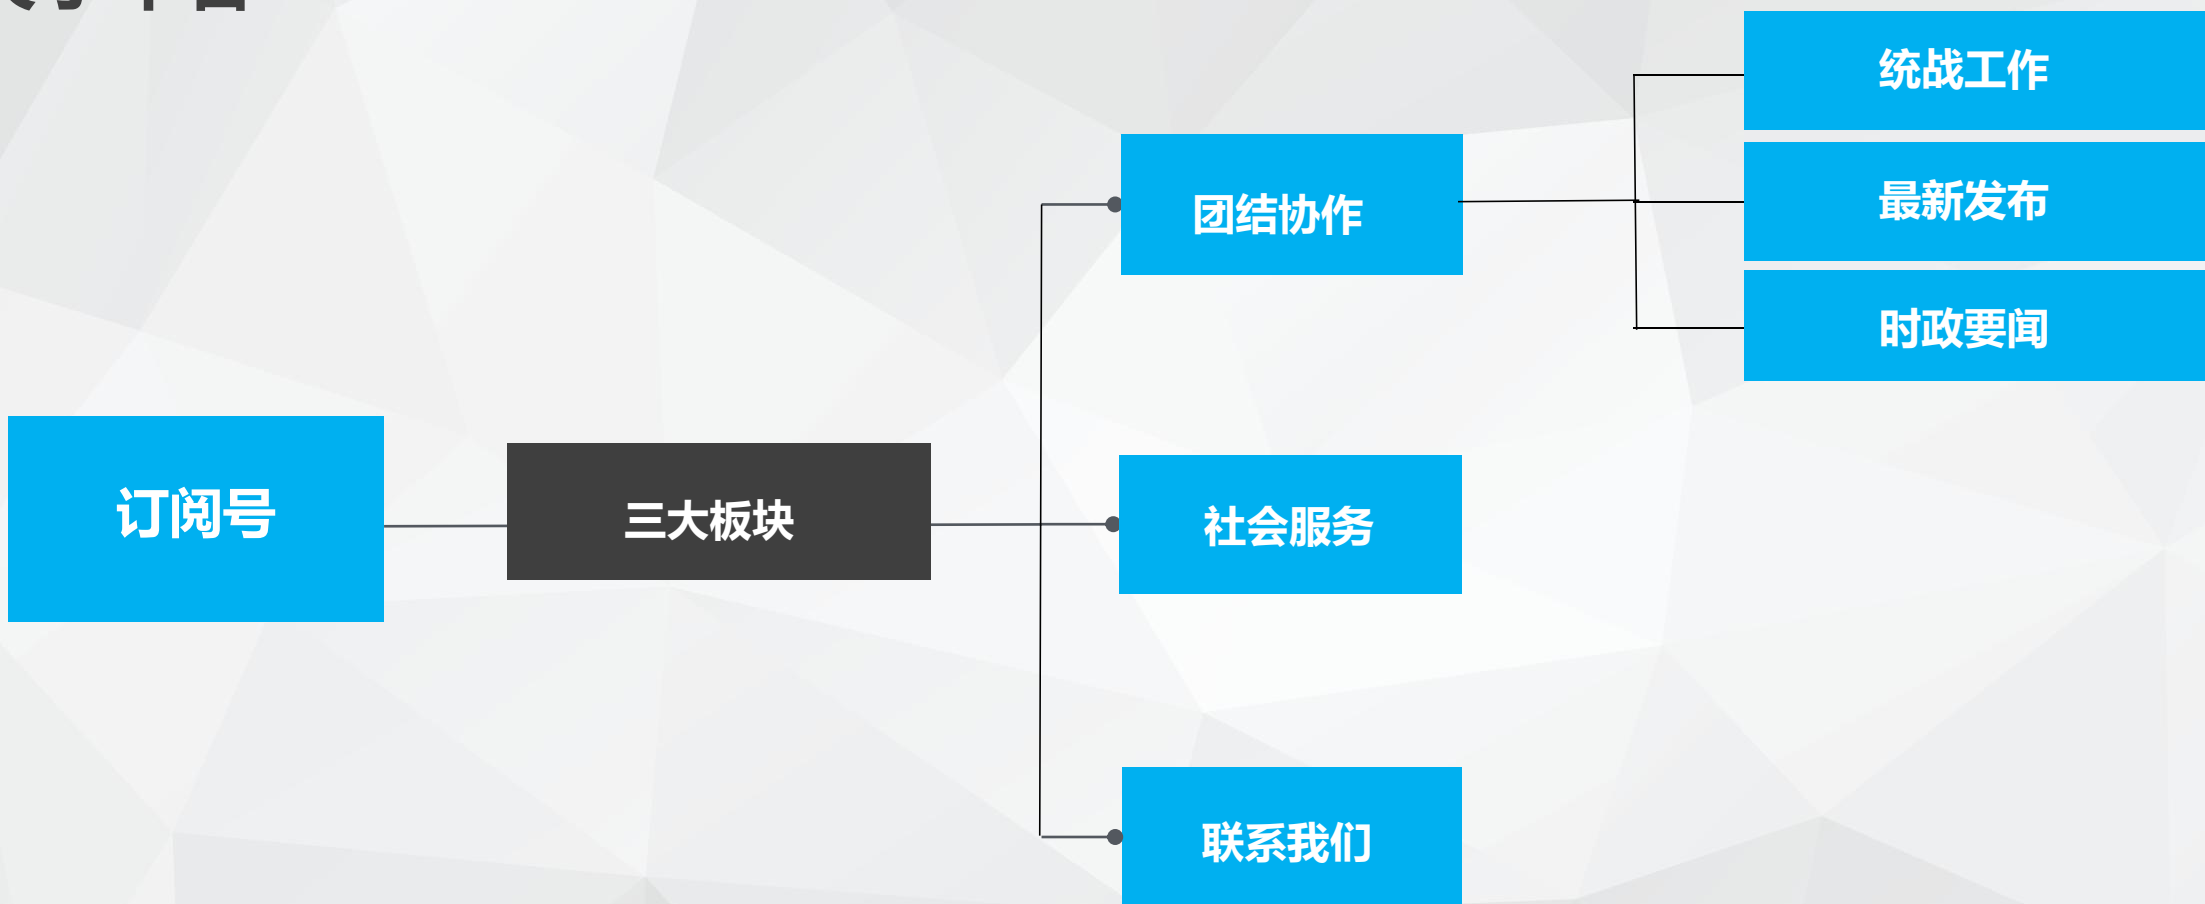 订阅号
三大板块
团结协作
社会服务
联系我们
统战工作
最新发布
时政要闻